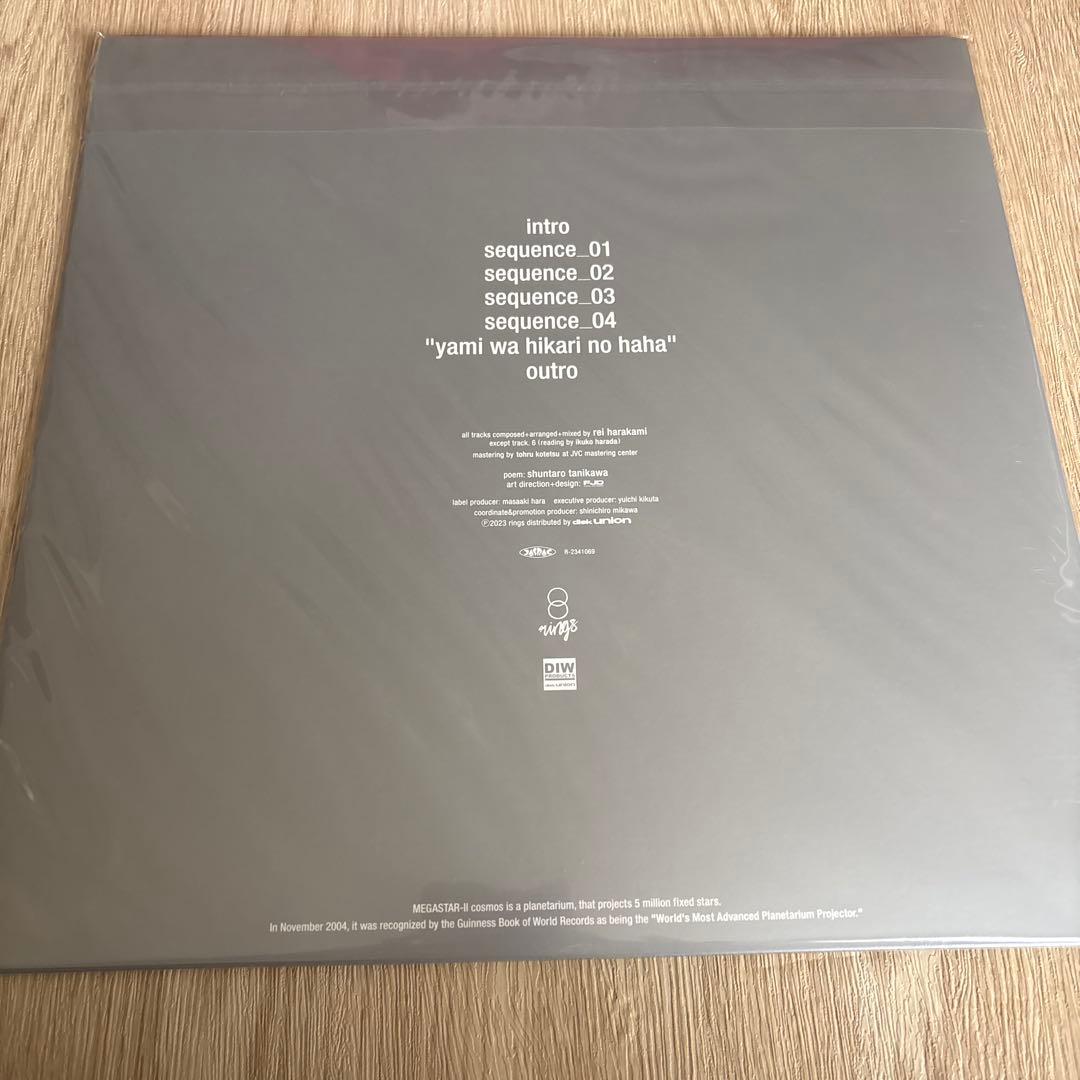 intro
sequence_01
sequence_02
sequence_03
sequence_04
"yami wa hikari no haha"
outro
all tracks composed+arranged+mixed by rei harakami
except track. 6 (reading by ikuko harada)
mastering by tohru kotetsu at JVC mastering center
poem: shuntaro tanikawa
art direction+design: FJD
label producer: masaaki hara executive producer: yuichi kikuta
coordinate&promotion producer: shinichiro mikawa
Ⓟ2023 rings distributed by disk union
R-2341069
rings
DIW
PRODUCTS
disk union
MEGASTAR-II cosmos is a planetarium, that projects 5 million fixed stars.
In November 2004, it was recognized by the Guinness Book of World Records as being the "World's Most Advanced Planetarium Projector."